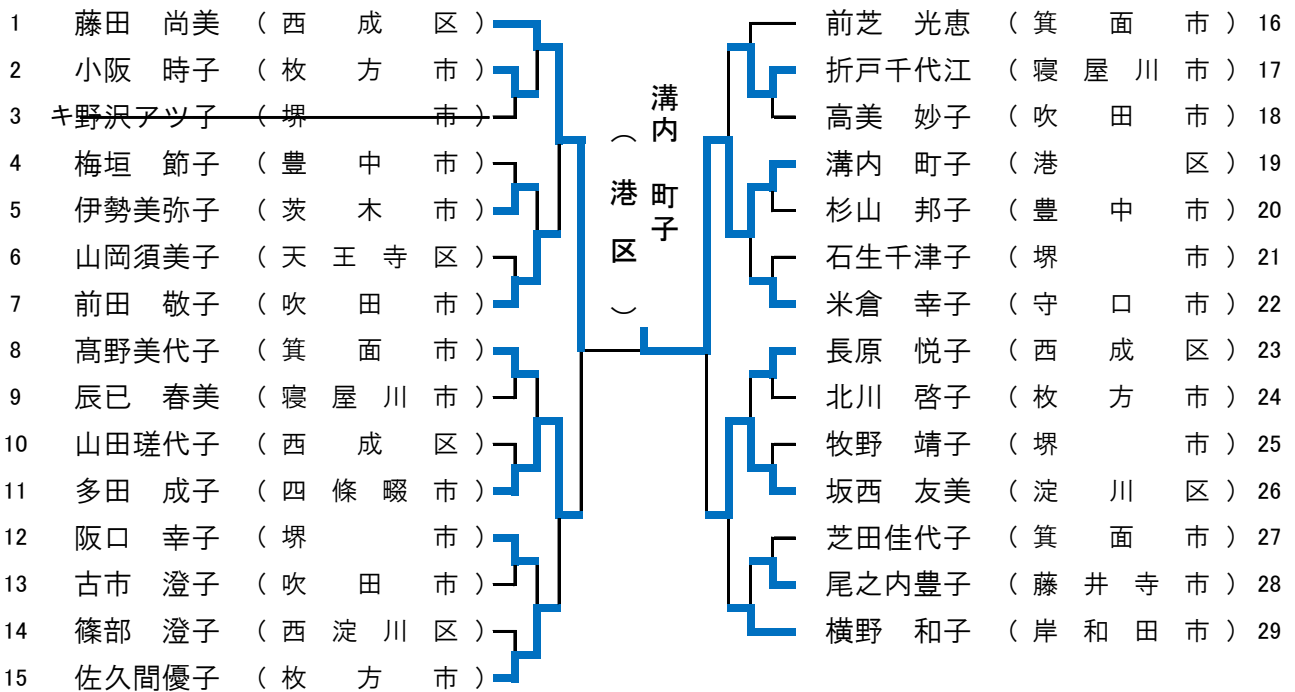 1 藤田 尚美 (西成区)
2 小阪 時子 (枚方市)
3 キ野沢アツ子 (堺市)
4 梅垣 節子 (豊中市)
5 伊勢美弥子 (茨木市)
6 山岡須美子 (天王寺区)
7 前田 敬子 (吹田市)
8 髙野美代子 (箕面市)
9 辰已 春美 (寝屋川市)
10 山田瑳代子 (西成区)
11 多田 成子 (四條畷市)
12 阪口 幸子 (堺市)
13 古市 澄子 (吹田市)
14 篠部 澄子 (西淀川区)
15 佐久間優子 (枚方市)
溝内 町子
(港区)
前芝 光恵 (箕面市) 16
折戸千代江 (寝屋川市) 17
高美 妙子 (吹田市) 18
溝内 町子 (港区) 19
杉山 邦子 (豊中市) 20
石生千津子 (堺市) 21
米倉 幸子 (守口市) 22
長原 悦子 (西成区) 23
北川 啓子 (枚方市) 24
牧野 靖子 (堺市) 25
坂西 友美 (淀川区) 26
芝田佳代子 (箕面市) 27
尾之内豊子 (藤井寺市) 28
横野 和子 (岸和田市) 29